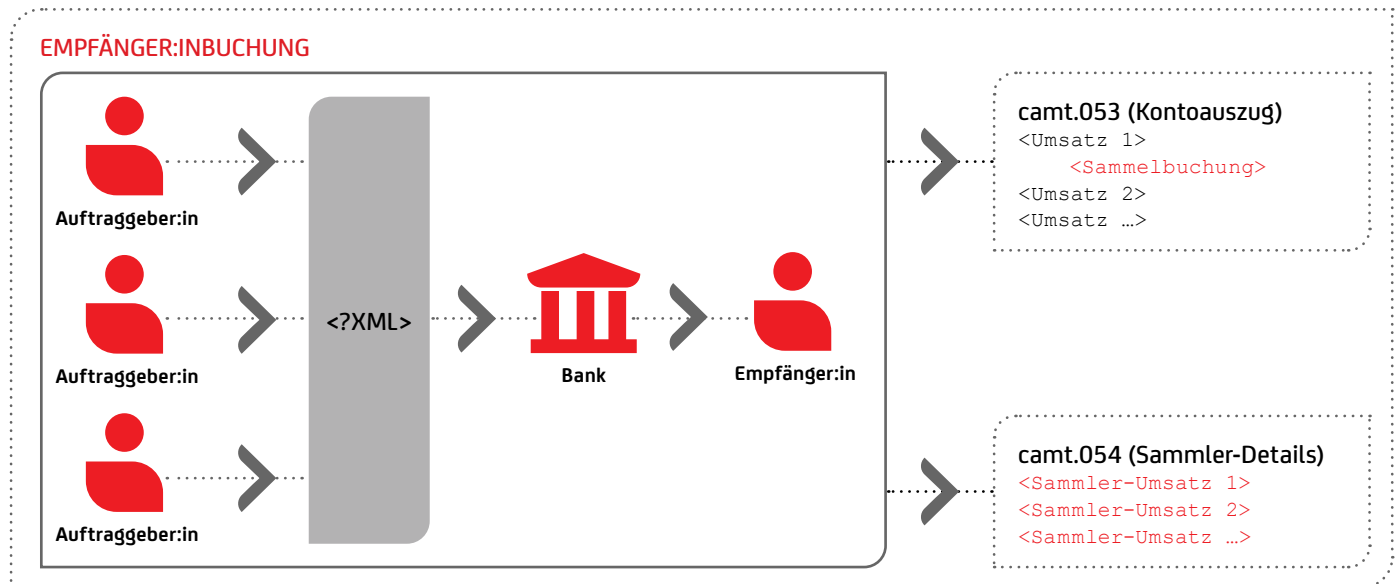 EMPFÄNGER:INBUCHUNG
Auftraggeber:in
Auftraggeber:in
Auftraggeber:in
<?XML>
Bank
Empfänger:in
camt.053 (Kontoauszug)
<Umsatz 1>
<Sammelbuchung>
<Umsatz 2>
<Umsatz …>
camt.054 (Sammler-Details)
<Sammler-Umsatz 1>
<Sammler-Umsatz 2>
<Sammler-Umsatz …>